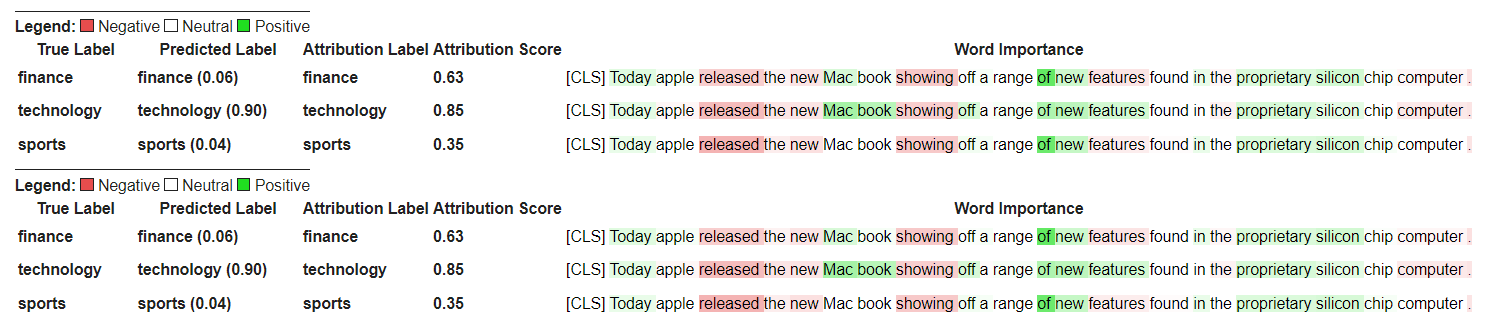 Legend: Negative Neutral Positive
True Label Predicted Label Attribution Label Attribution Score Word Importance
finance finance (0.06) finance 0.63 [CLS] Today apple released the new Mac book showing off a range of new features found in the proprietary silicon chip computer .
technology technology (0.90) technology 0.85 [CLS] Today apple released the new Mac book showing off a range of new features found in the proprietary silicon chip computer .
sports sports (0.04) sports 0.35 [CLS] Today apple released the new Mac book showing off a range of new features found in the proprietary silicon chip computer .
Legend: Negative Neutral Positive
True Label Predicted Label Attribution Label Attribution Score Word Importance
finance finance (0.06) finance 0.63 [CLS] Today apple released the new Mac book showing off a range of new features found in the proprietary silicon chip computer .
technology technology (0.90) technology 0.85 [CLS] Today apple released the new Mac book showing off a range of new features found in the proprietary silicon chip computer .
sports sports (0.04) sports 0.35 [CLS] Today apple released the new Mac book showing off a range of new features found in the proprietary silicon chip computer .